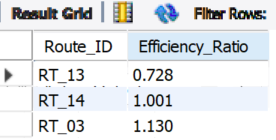 Result Grid Filter Rows:
Route_ID Efficiency_Ratio
RT_13 0.728
RT_14 1.001
RT_03 1.130